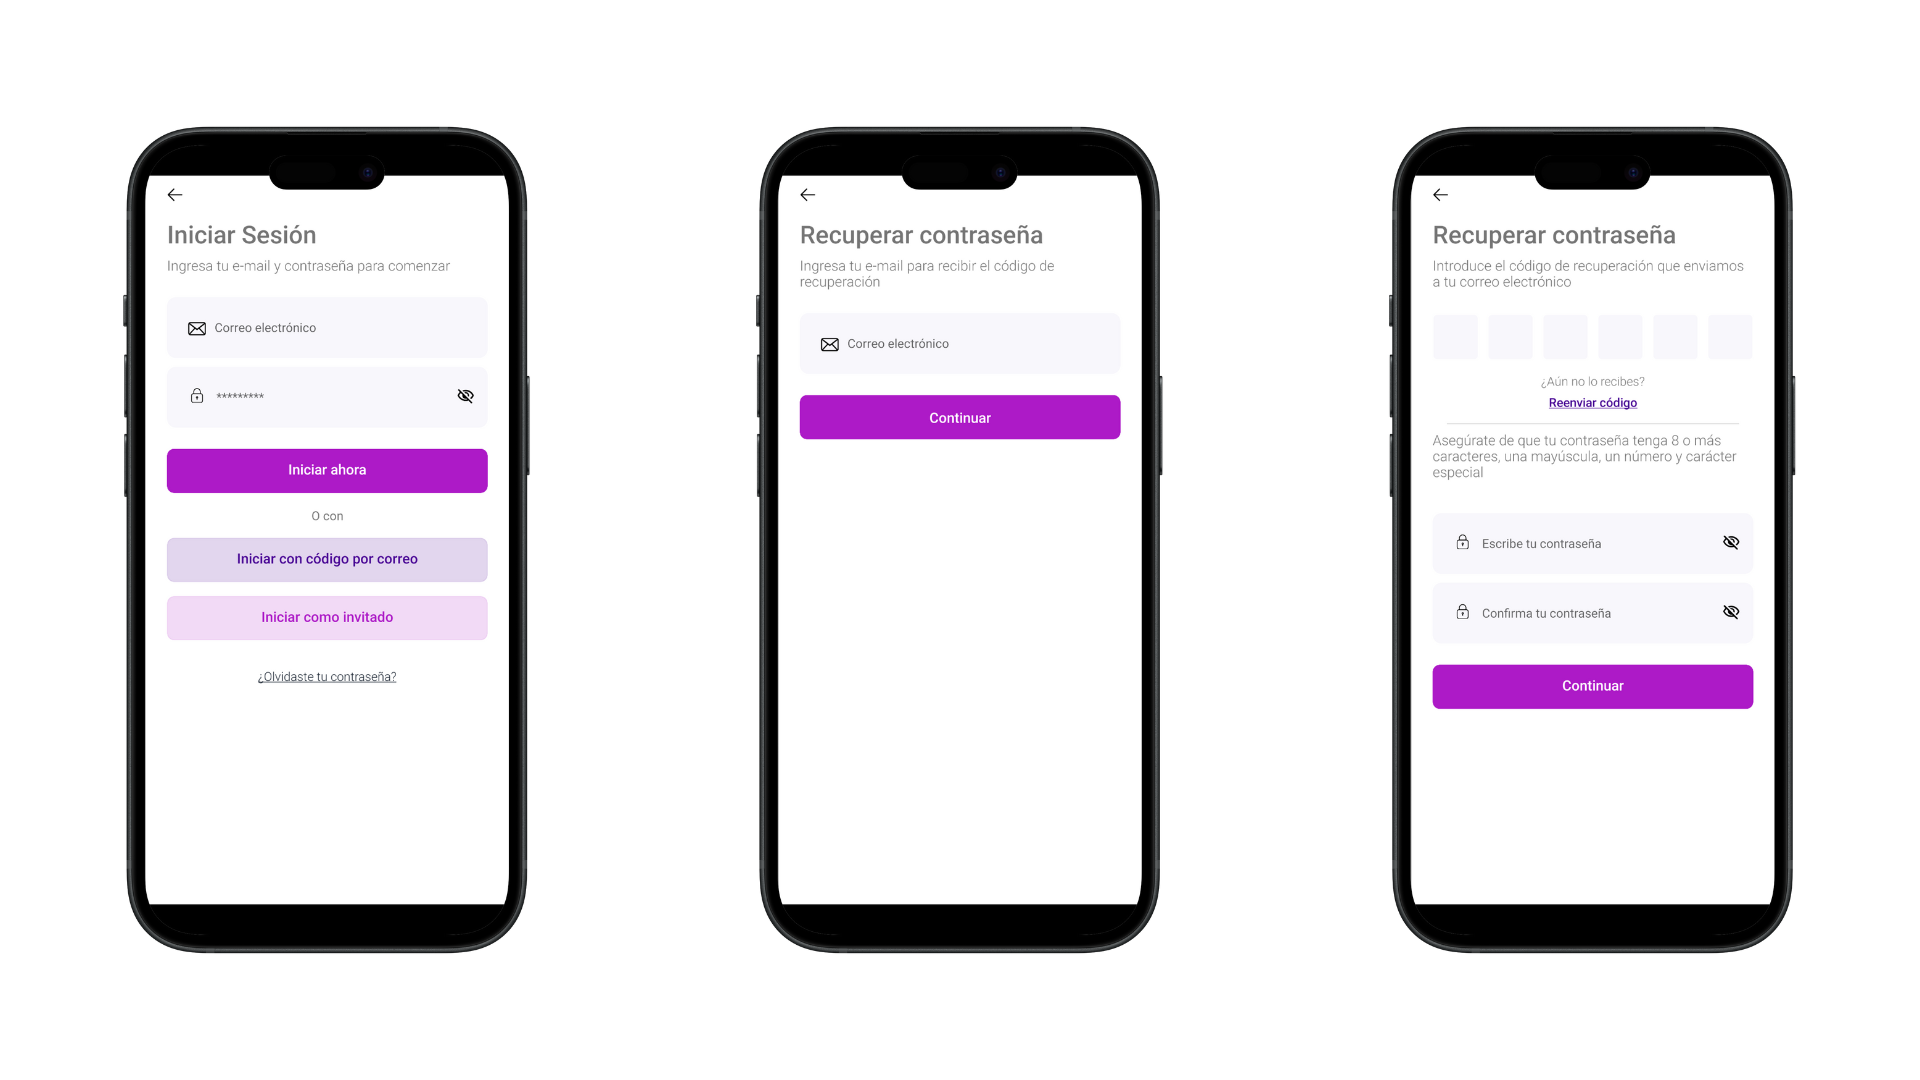 Iniciar Sesión
Ingresa tu e-mail y contraseña para comenzar
Correo electrónico
*********
Iniciar ahora
O con
Iniciar con código por correo
Iniciar como invitado
¿Olvidaste tu contraseña?
Recuperar contraseña
Ingresa tu e-mail para recibir el código de
recuperación
Correo electrónico
Continuar
Recuperar contraseña
Introduce el código de recuperación que enviamos
a tu correo electrónico
¿Aún no lo recibes?
Reenviar código
Asegúrate de que tu contraseña tenga 8 o más
caracteres, una mayúscula, un número y carácter
especial
Escribe tu contraseña
Confirma tu contraseña
Continuar